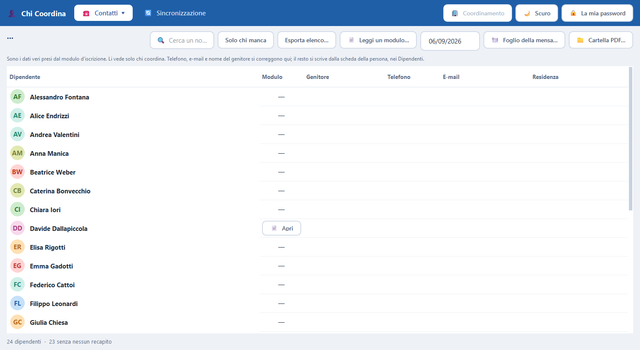 Chi Coordina
Contatti
Sincronizzazione
Coordinamento
Scuro
La mia password
...
Cerca un no...
Solo chi manca
Esporta elenco...
Leggi un modulo...
06/09/2026
Foglio della mensa...
Cartella PDF...
Sono i dati veri presi dal modulo d'iscrizione. Li vede solo chi coordina. Telefono, e-mail e nome del genitore si correggono qui; il resto si scrive dalla scheda della persona, nei Dipendenti.
Dipendente Modulo Genitore Telefono E-mail Residenza
AF Alessandro Fontana —
AE Alice Endrizzi —
AV Andrea Valentini —
AM Anna Manica —
BW Beatrice Weber —
CB Caterina Bonvecchio —
CI Chiara Iori —
DD Davide Dallapiccola Apri
ER Elisa Rigotti —
EG Emma Gadotti —
FC Federico Cattoi —
FL Filippo Leonardi —
GC Giulia Chiesa —
24 dipendenti · 23 senza nessun recapito